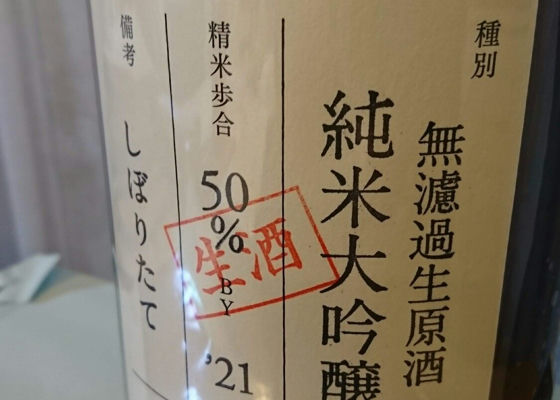 種別
無濾過生原酒
純米大吟醸
精米歩合
50%
BY
'21
生酒
備考
しぼりたて